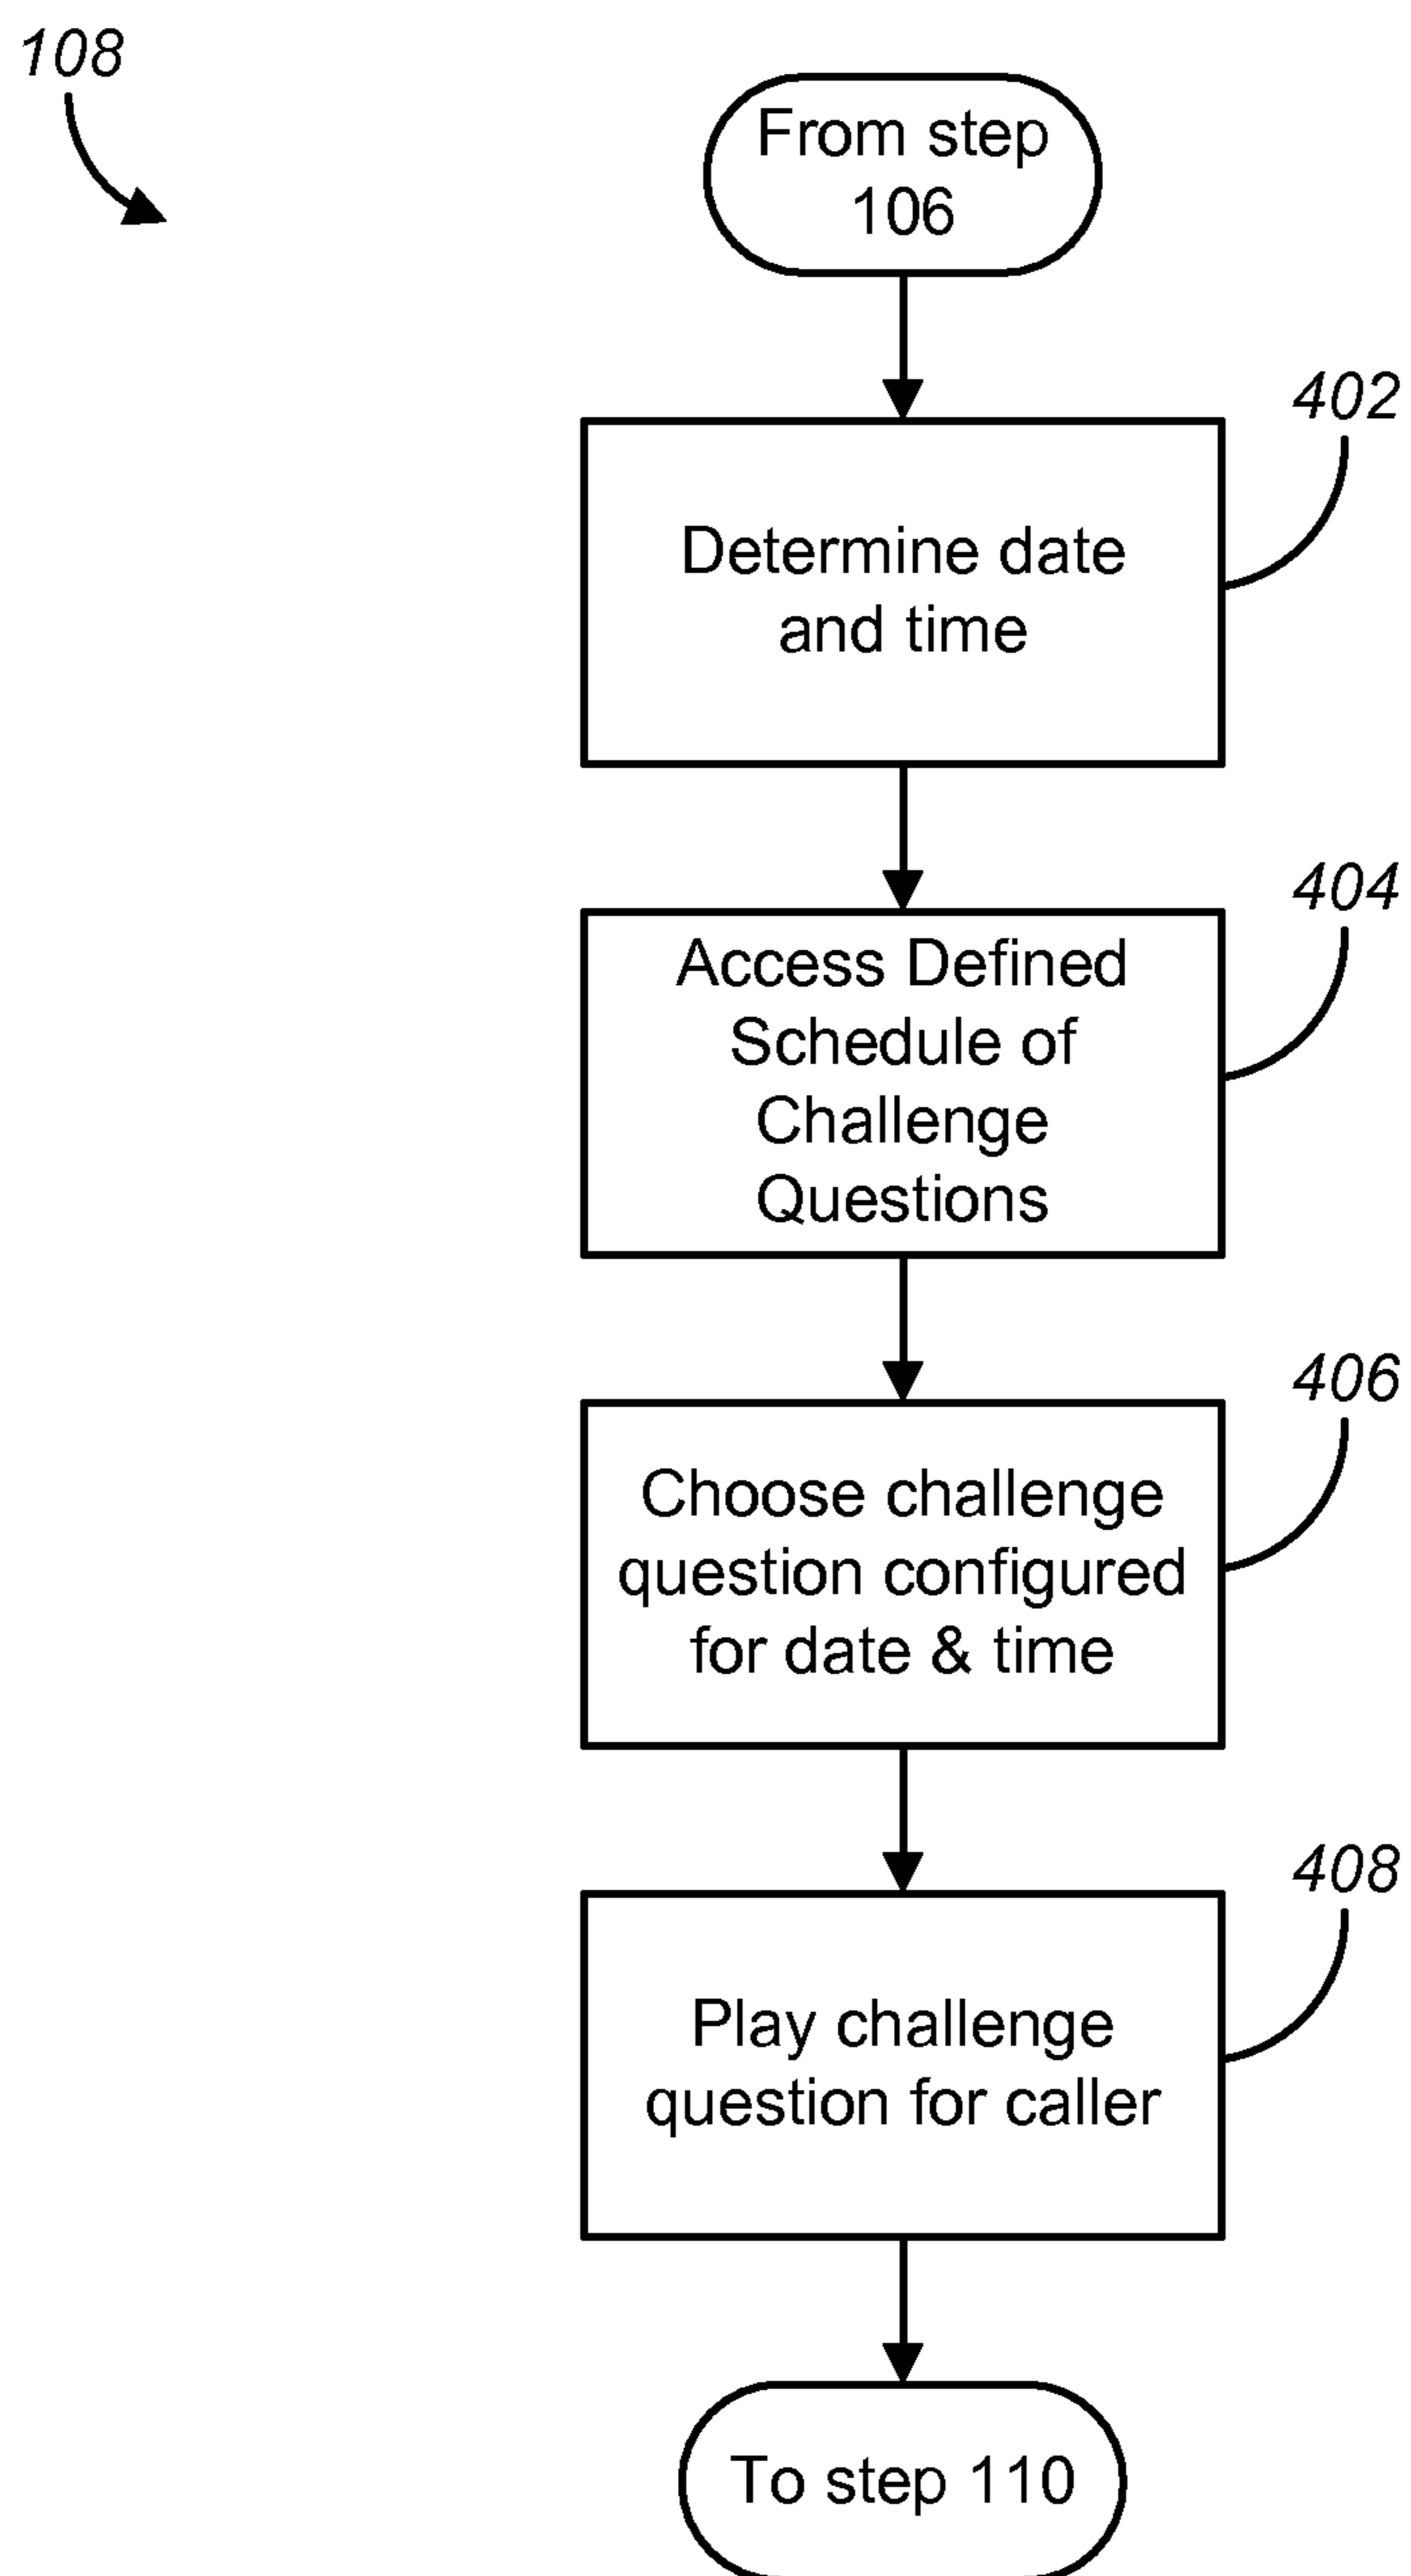 108
From step
106
402
Determine date
and time
404
Access Defined
Schedule of
Challenge
Questions
406
Choose challenge
question configured
for date & time
408
Play challenge
question for caller
To step 110